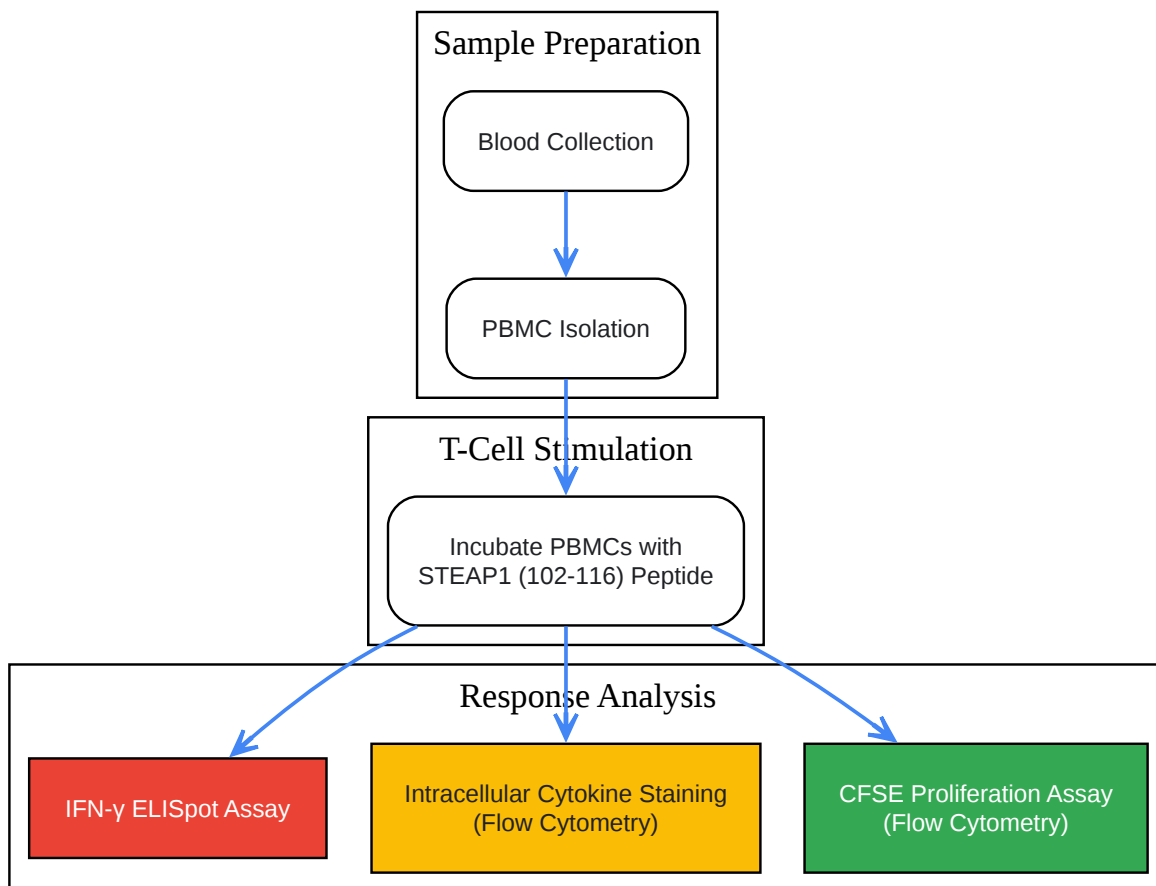 Sample Preparation
Blood Collection
PBMC Isolation
T-Cell Stimulation
Incubate PBMCs with
STEAP1 (102-116) Peptide
Response Analysis
IFN-γ ELISpot Assay
Intracellular Cytokine Staining
(Flow Cytometry)
CFSE Proliferation Assay
(Flow Cytometry)